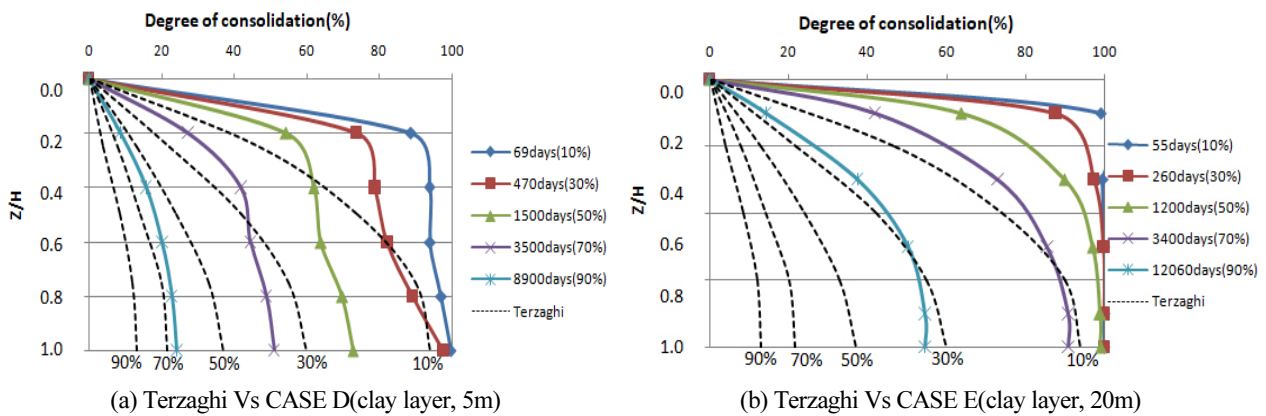 Degree of consolidation(%)
0 20 40 60 80 100
0.0
0.2
0.4
0.6
0.8
1.0
Z/H
69days(10%)
470days(30%)
1500days(50%)
3500days(70%)
8900days(90%)
Terzaghi
90% 70% 50% 30% 10%
(a) Terzaghi Vs CASE D(clay layer, 5m)
Degree of consolidation(%)
0 20 40 60 80 100
0.0
0.2
0.4
0.6
0.8
1.0
Z/H
55days(10%)
260days(30%)
1200days(50%)
3400days(70%)
12060days(90%)
Terzaghi
90% 70% 50% 30% 10%
(b) Terzaghi Vs CASE E(clay layer, 20m)